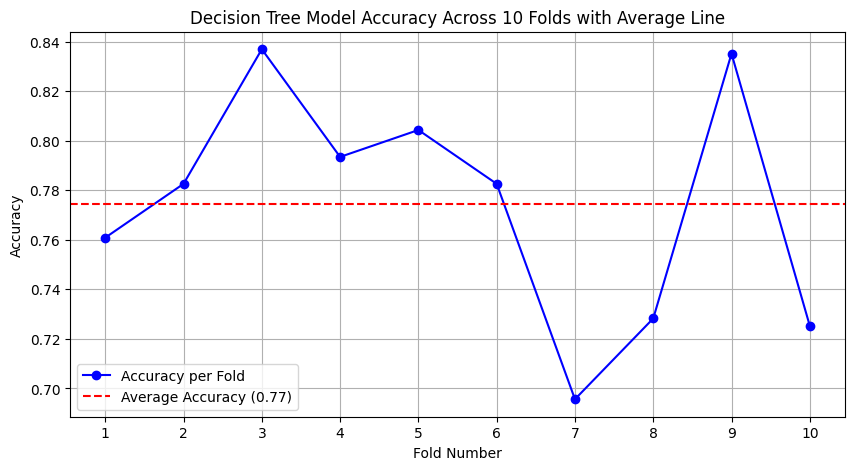 Decision Tree Model Accuracy Across 10 Folds with Average Line
0.84
0.82
0.80
0.78
0.76
0.74
0.72
0.70
Accuracy
Accuracy per Fold
Average Accuracy (0.77)
1 2 3 4 5 6 7 8 9 10
Fold Number